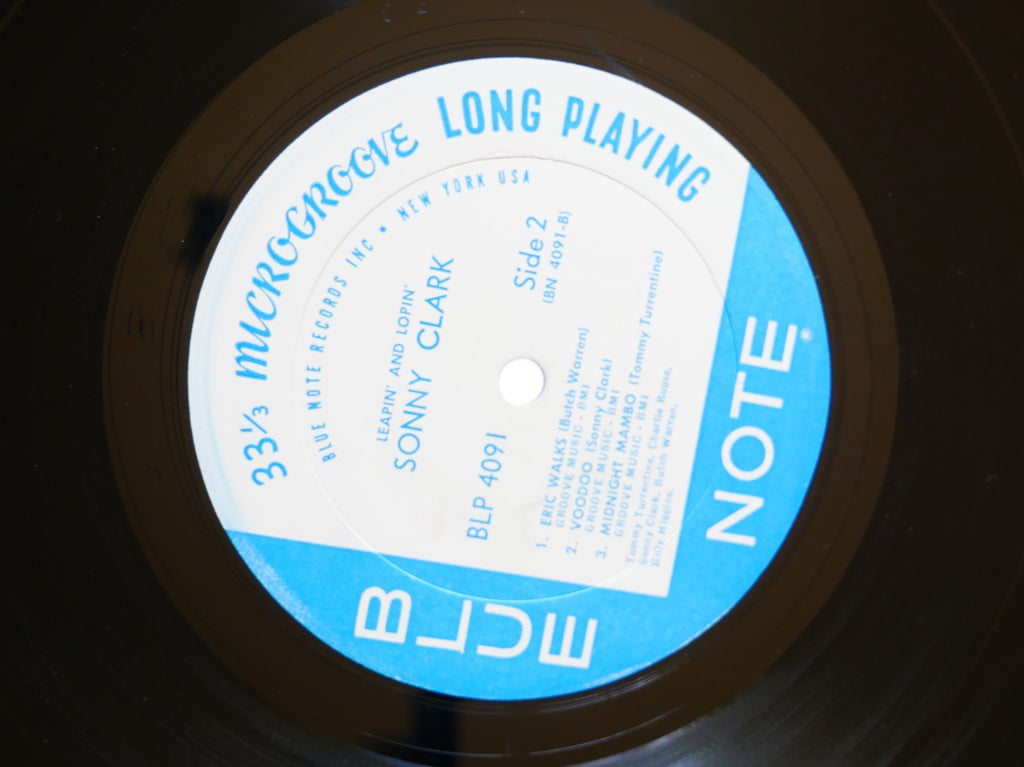 33⅓ MICROGROOVE LONG PLAYING
BLUE NOTE RECORDS INC • NEW YORK USA
LEAPIN' AND LOPIN'
SONNY CLARK
BLP 4091
Side 2
(BN 4091-B)
1. ERIC WALKS (Butch Warren)
GROOVE MUSIC - BMI
2. VOODOO (Sonny Clark)
GROOVE MUSIC - BMI
3. MIDNIGHT MAMBO (Tommy Turrentine)
GROOVE MUSIC - BMI
Tommy Turrentine, Charlie Rouse,
Sonny Clark, Butch Warren,
Billy Higgins.
BLUE
NOTE®